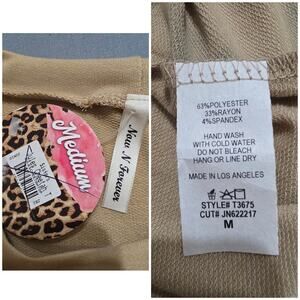 Medium
Now N Forever
63%POLYESTER
33%RAYON
4%SPANDEX
HAND WASH
WITH COLD WATER
DO NOT BLEACH
HANG OR LINE DRY
MADE IN LOS ANGELES
STYLE# T3675
CUT# JN622217
M